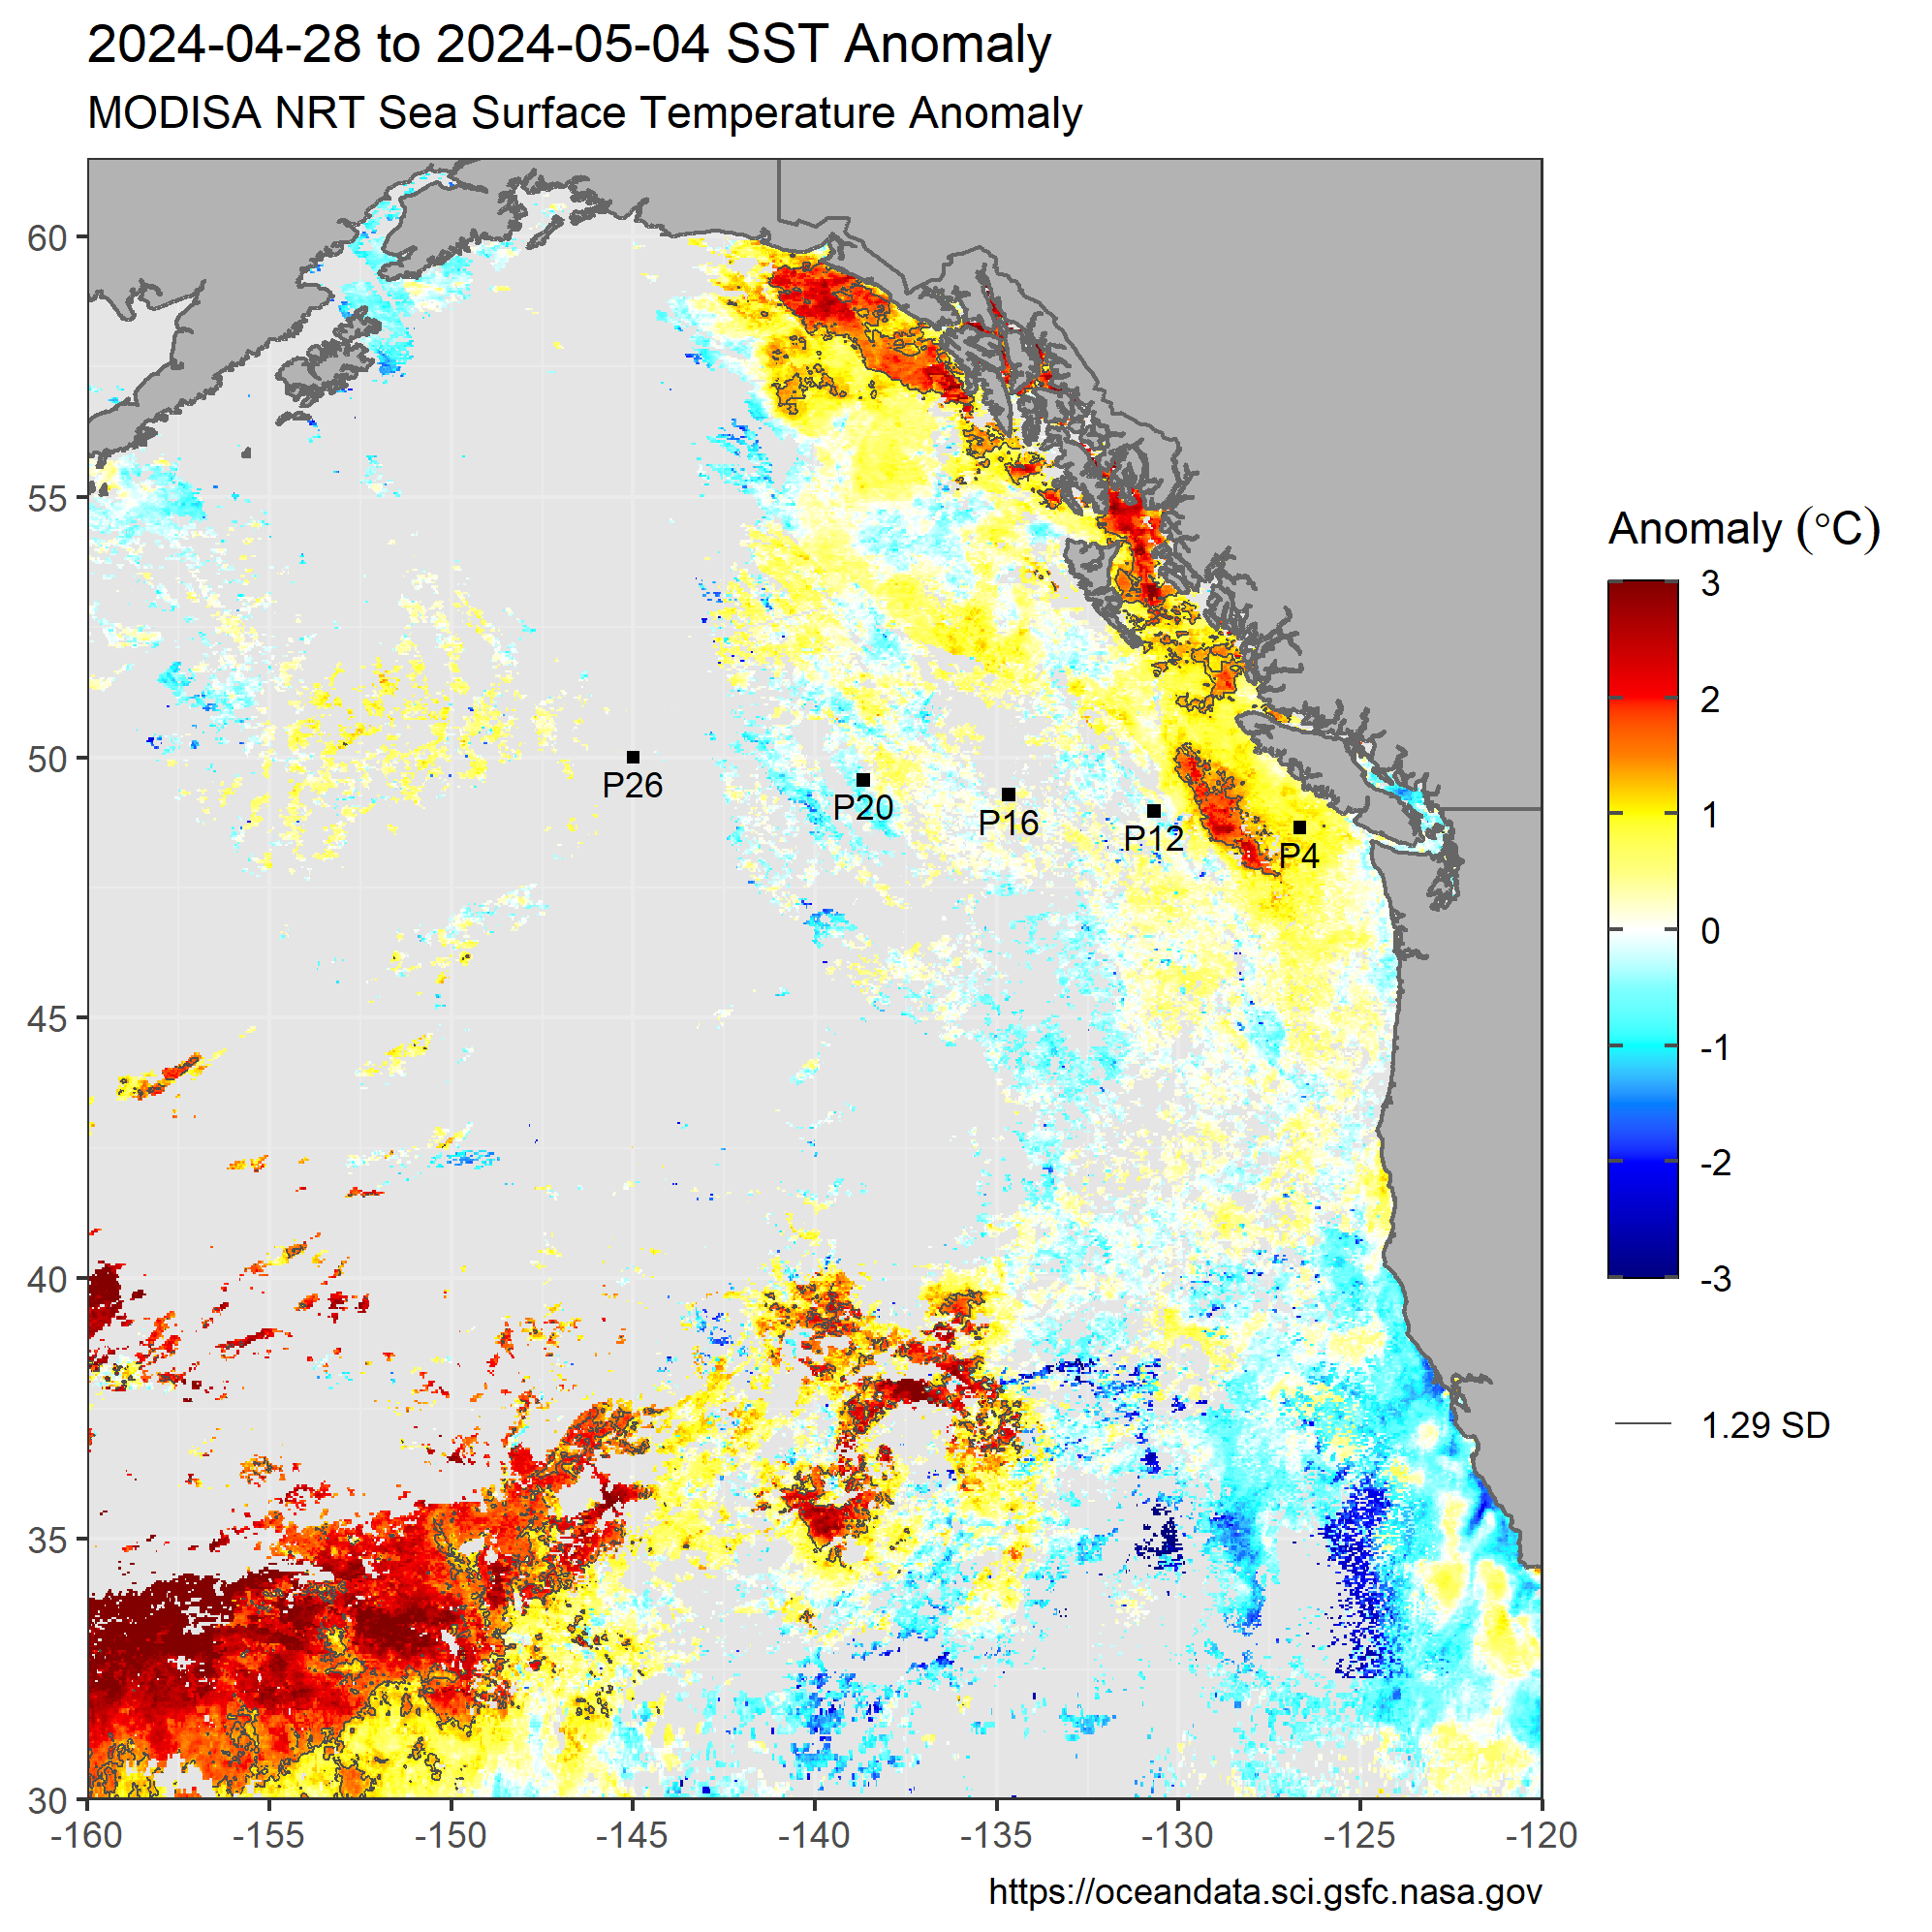 2024-04-28 to 2024-05-04 SST Anomaly
MODISA NRT Sea Surface Temperature Anomaly
60
55
50
45
40
35
30
-160
-155
-150
-145
-140
-135
-130
-125
-120
P26
P20
P16
P12
P4
Anomaly (°C)
3
2
1
0
-1
-2
-3
1.29 SD
https://oceandata.sci.gsfc.nasa.gov